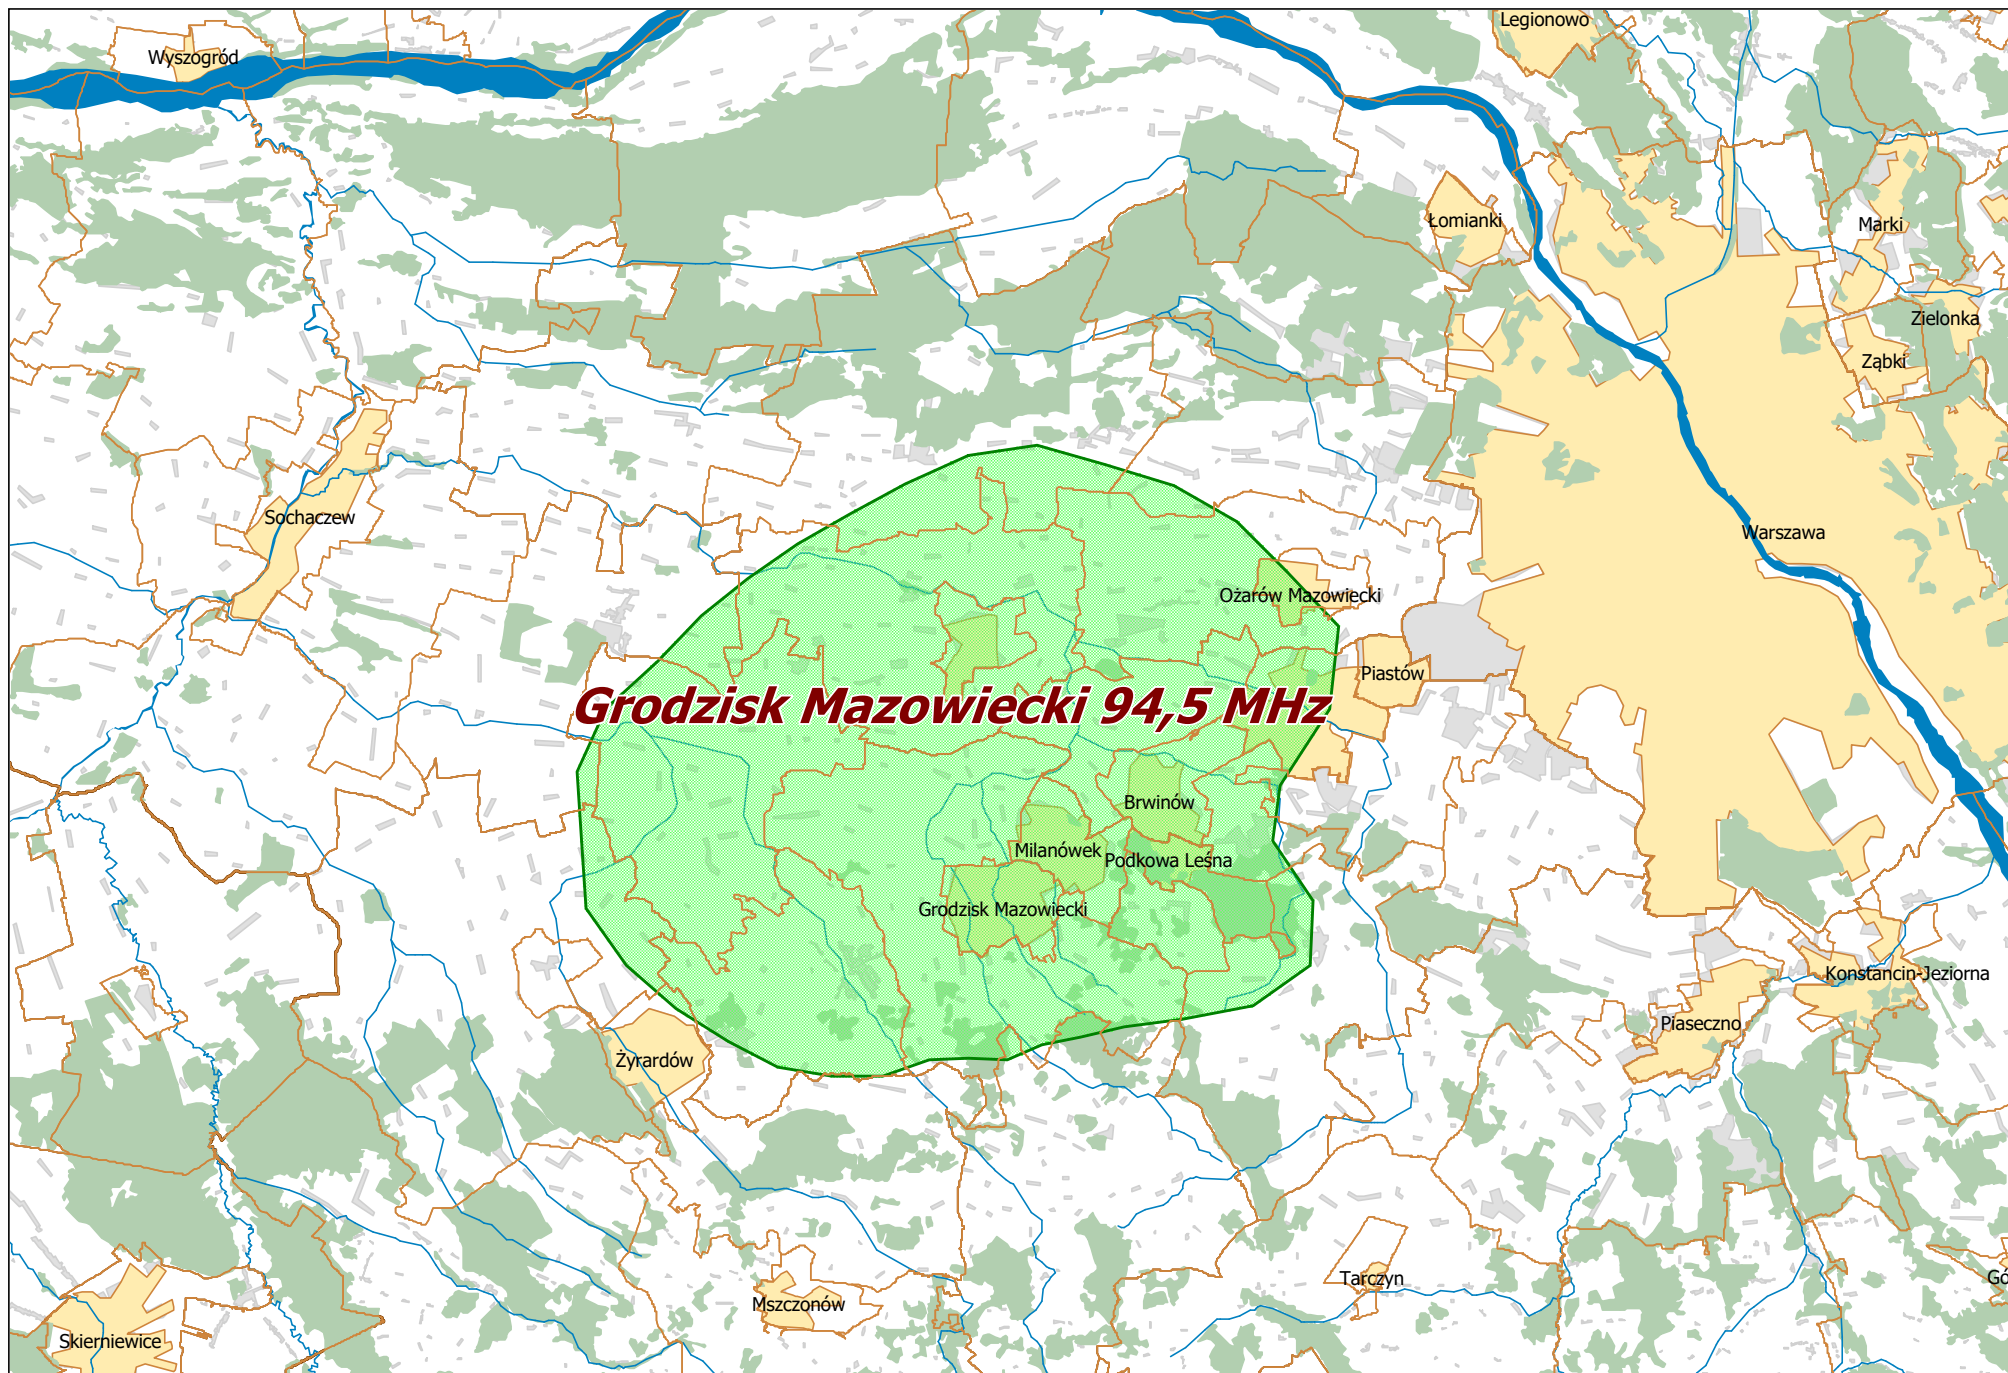 Legionowo
Wyszogród
Łomianki
Marki
Zielonka
Ząbki
Sochaczew
Warszawa
Ożarów Mazowiecki
Piastów
Grodzisk Mazowiecki 94,5 MHz
Brwinów
Milanówek
Podkowa Leśna
Grodzisk Mazowiecki
Konstancin-Jeziorna
Piaseczno
Żyrardów
Tarczyn
Gó
Mszczonów
Skierniewice